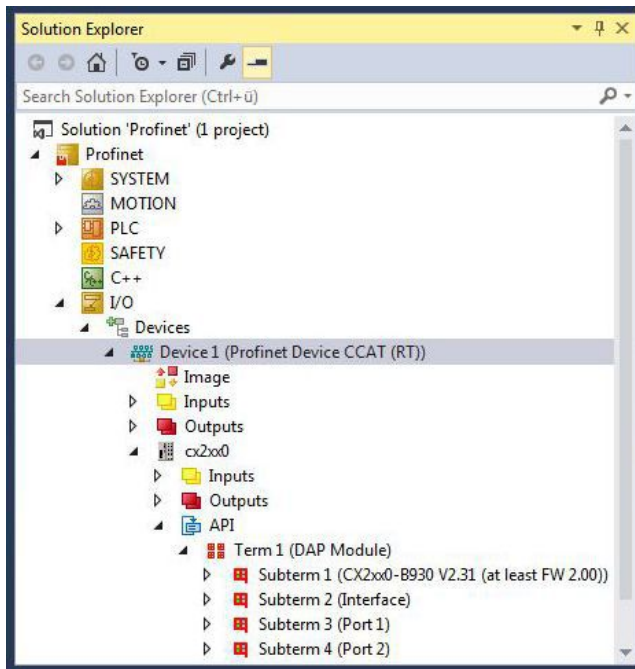 Solution Explorer
Search Solution Explorer (Ctrl+ü)
Solution 'Profinet' (1 project)
Profinet
SYSTEM
MOTION
PLC
SAFETY
C++
I/O
Devices
Device 1 (Profinet Device CCAT (RT))
Image
Inputs
Outputs
cx2xx0
Inputs
Outputs
API
Term 1 (DAP Module)
Subterm 1 (CX2xx0-B930 V2.31 (at least FW 2.00))
Subterm 2 (Interface)
Subterm 3 (Port 1)
Subterm 4 (Port 2)